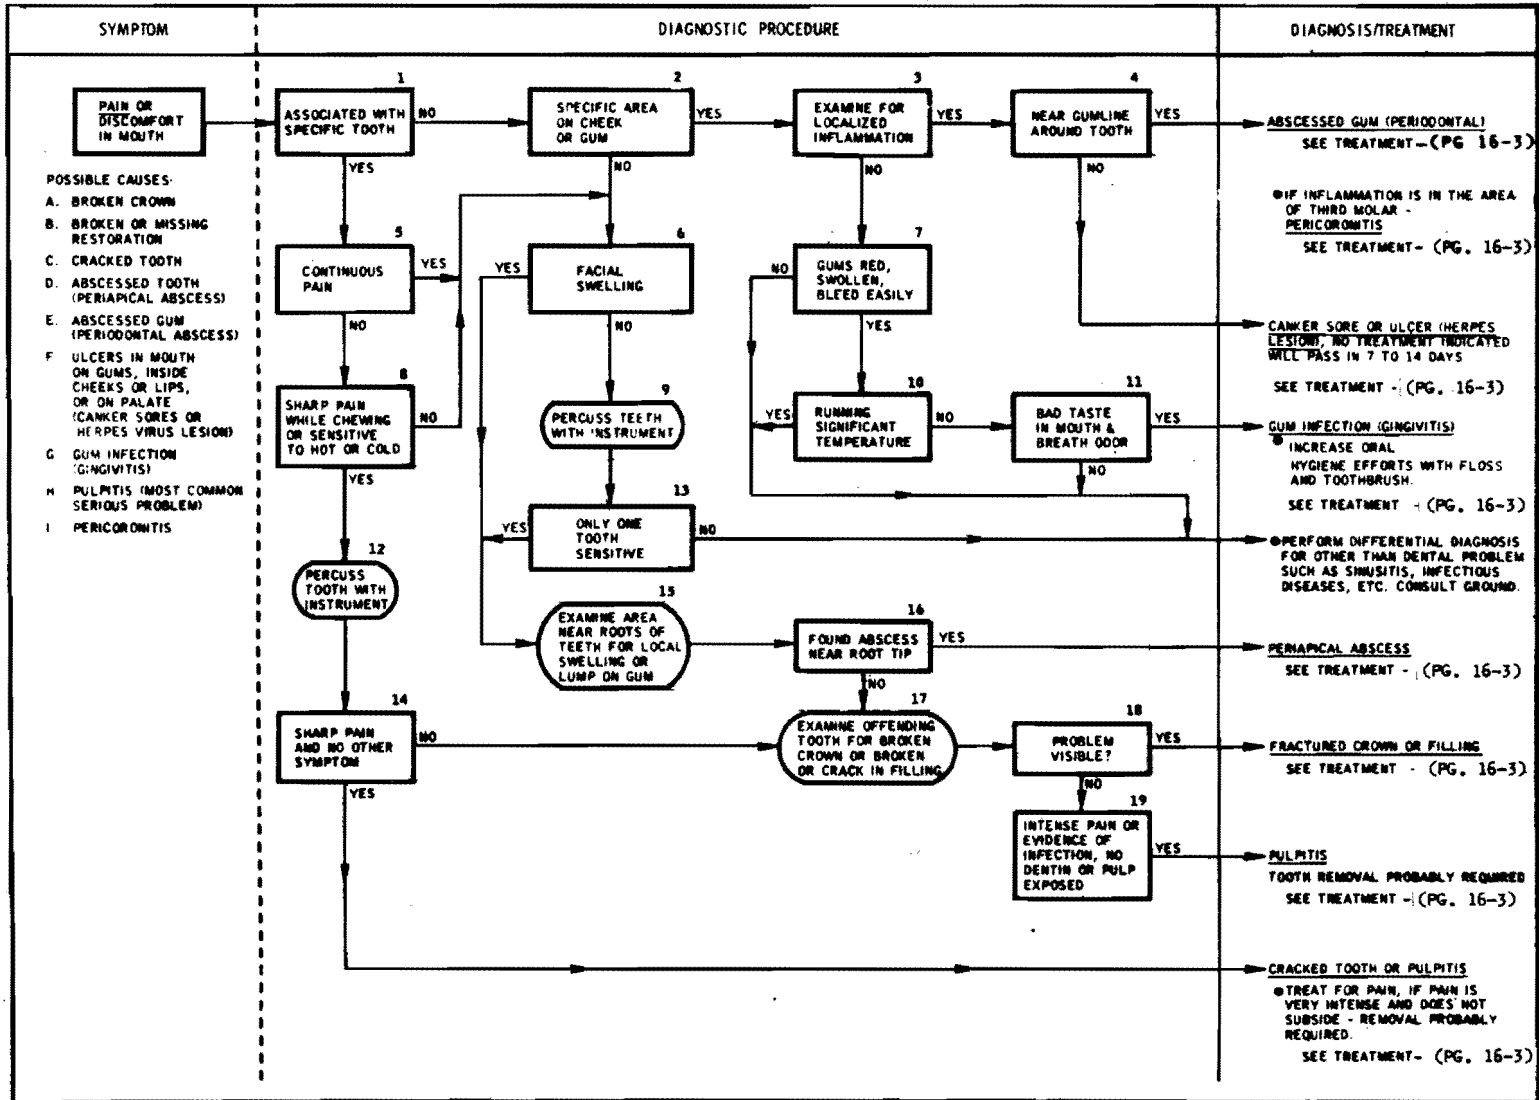 SYMPTOM
DIAGNOSTIC PROCEDURE
DIAGNOSIS/TREATMENT
PAIN OR
DISCOMFORT
IN MOUTH
POSSIBLE CAUSES:
A. BROKEN CROWN
B. BROKEN OR MISSING
RESTORATION
C. CRACKED TOOTH
D. ABSCESSED TOOTH
(PERIAPICAL ABSCESS)
E. ABSCESSED GUM
(PERIODONTAL ABSCESS)
F ULCERS IN MOUTH
ON GUMS, INSIDE
CHEEKS OR LIPS,
OR ON PALATE
(CANKER SORES OR
HERPES VIRUS LESION)
G GUM INFECTION
(GINGIVITIS)
H PULPITIS (MOST COMMON
SERIOUS PROBLEM)
I PERICORONITIS
1
ASSOCIATED WITH
SPECIFIC TOOTH
NO
YES
2
SPECIFIC AREA
ON CHEEK
OR GUM
YES
NO
3
EXAMINE FOR
LOCALIZED
INFLAMMATION
YES
NO
4
NEAR GUMLINE
AROUND TOOTH
YES
NO
5
CONTINUOUS
PAIN
YES
NO
6
FACIAL
SWELLING
YES
NO
7
GUMS RED,
SWOLLEN,
BLEED EASILY
NO
YES
8
SHARP PAIN
WHILE CHEWING
OR SENSITIVE
TO HOT OR COLD
NO
YES
9
PERCUSS TEETH
WITH INSTRUMENT
10
RUNNING
SIGNIFICANT
TEMPERATURE
YES
NO
11
BAD TASTE
IN MOUTH &
BREATH ODOR
YES
NO
12
PERCUSS
TOOTH WITH
INSTRUMENT
13
ONLY ONE
TOOTH
SENSITIVE
YES
NO
14
SHARP PAIN
AND NO OTHER
SYMPTOM
NO
YES
15
EXAMINE AREA
NEAR ROOTS OF
TEETH FOR LOCAL
SWELLING OR
LUMP ON GUM
16
FOUND ABSCESS
NEAR ROOT TIP
YES
NO
17
EXAMINE OFFENDING
TOOTH FOR BROKEN
CROWN OR BROKEN
OR CRACK IN FILLING
18
PROBLEM
VISIBLE?
YES
NO
19
INTENSE PAIN OR
EVIDENCE OF
INFECTION, NO
DENTIN OR PULP
EXPOSED
YES
ABSCESSED GUM (PERIODONTAL)
SEE TREATMENT-(PG 16-3)
●IF INFLAMMATION IS IN THE AREA
OF THIRD MOLAR -
PERICORONITIS
SEE TREATMENT- (PG. 16-3)
CANKER SORE OR ULCER (HERPES
LESION), NO TREATMENT INDICATED
WILL PASS IN 7 TO 14 DAYS
SEE TREATMENT - (PG. 16-3)
GUM INFECTION (GINGIVITIS)
● INCREASE ORAL
HYGIENE EFFORTS WITH FLOSS
AND TOOTHBRUSH.
SEE TREATMENT - (PG. 16-3)
●PERFORM DIFFERENTIAL DIAGNOSIS
FOR OTHER THAN DENTAL PROBLEM
SUCH AS SINUSITIS, INFECTIOUS
DISEASES, ETC. CONSULT GROUND.
PERIAPICAL ABSCESS
SEE TREATMENT - (PG. 16-3)
FRACTURED CROWN OR FILLING
SEE TREATMENT - (PG. 16-3)
PULPITIS
TOOTH REMOVAL PROBABLY REQUIRED
SEE TREATMENT - (PG. 16-3)
CRACKED TOOTH OR PULPITIS
●TREAT FOR PAIN, IF PAIN IS
VERY INTENSE AND DOES NOT
SUBSIDE - REMOVAL PROBABLY
REQUIRED.
SEE TREATMENT- (PG. 16-3)